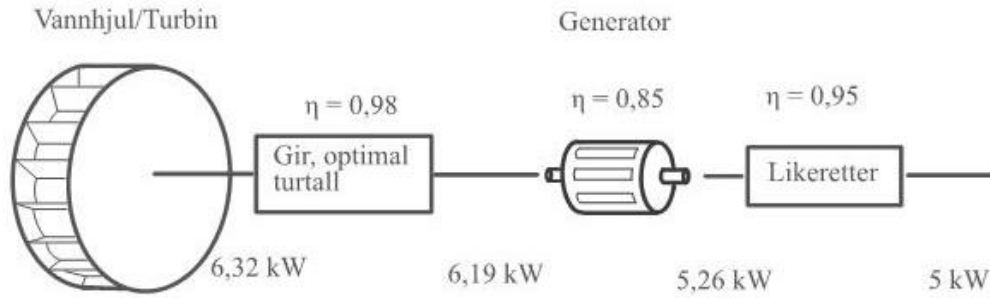 Vannhjul/Turbin
Generator
η = 0,98
η = 0,85
η = 0,95
Gir, optimal
turtall
Likeretter
6,32 kW
6,19 kW
5,26 kW
5 kW